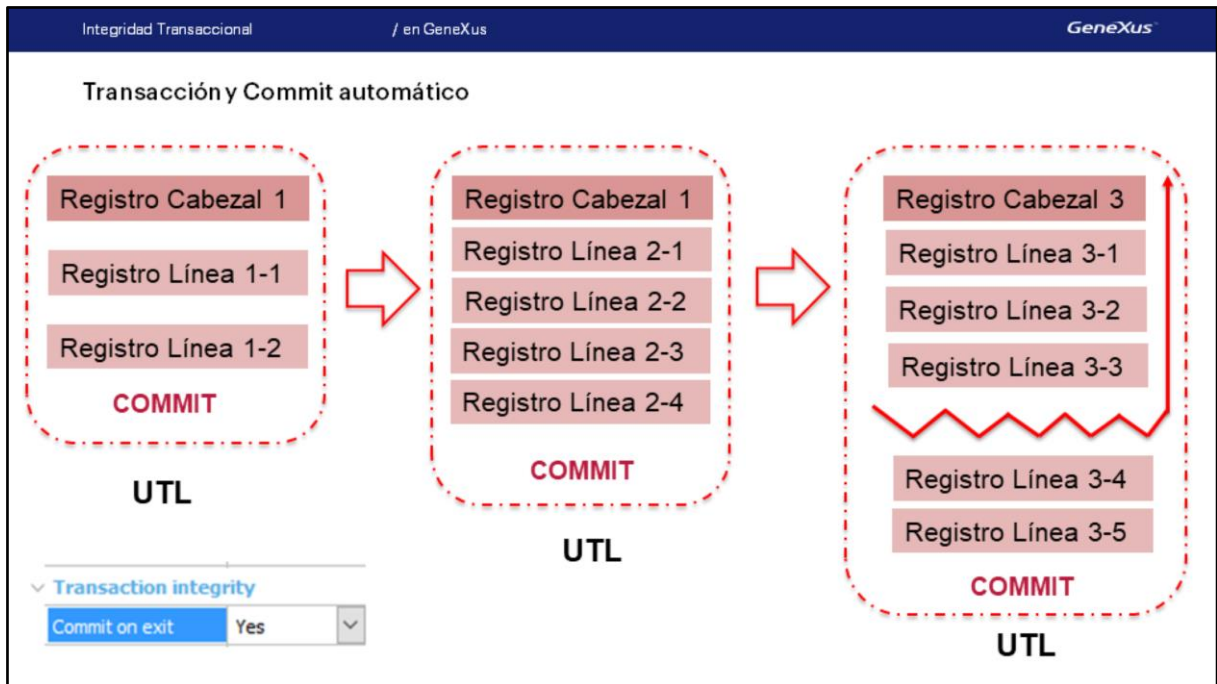 Integridad Transaccional / en GeneXus GeneXus
Transacción y Commit automático
Registro Cabezal 1
Registro Línea 1-1
Registro Línea 1-2
COMMIT
UTL
Registro Cabezal 1
Registro Línea 2-1
Registro Línea 2-2
Registro Línea 2-3
Registro Línea 2-4
COMMIT
UTL
Registro Cabezal 3
Registro Línea 3-1
Registro Línea 3-2
Registro Línea 3-3
Registro Línea 3-4
Registro Línea 3-5
COMMIT
UTL
Transaction integrity
Commit on exit Yes